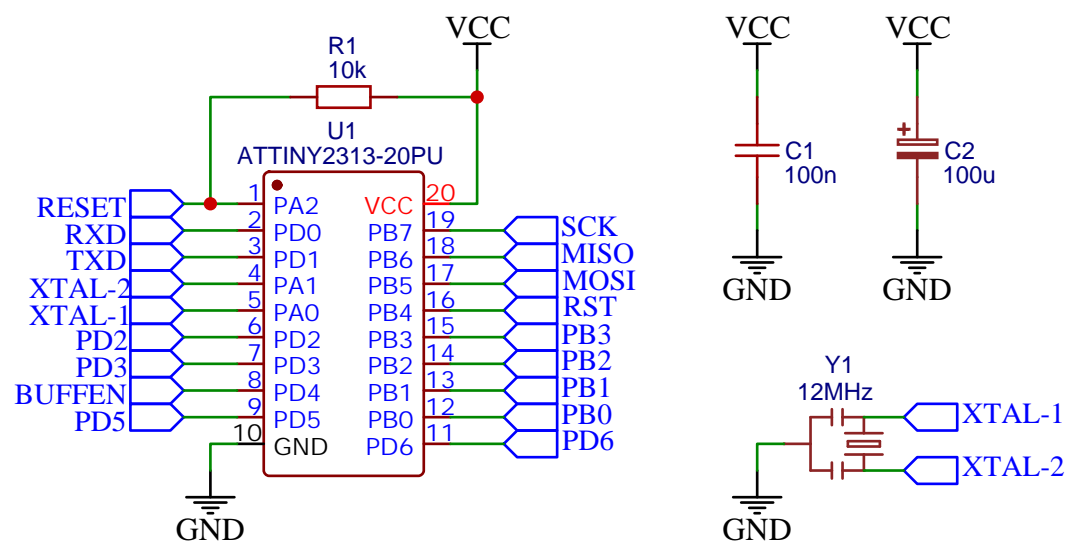 VCC
R1
10k
U1
ATTINY2313-20PU
RESET 1 PA2 VCC 20
RXD 2 PD0 PB7 19 SCK
TXD 3 PD1 PB6 18 MISO
XTAL-2 4 PA1 PB5 17 MOSI
XTAL-1 5 PA0 PB4 16 RST
PD2 6 PD2 PB3 15 PB3
PD3 7 PD3 PB2 14 PB2
BUFFEN 8 PD4 PB1 13 PB1
PD5 9 PD5 PB0 12 PB0
10 GND PD6 11 PD6
GND
VCC
C1
100n
GND
VCC
+
C2
100u
GND
Y1
12MHz
XTAL-1
XTAL-2
GND